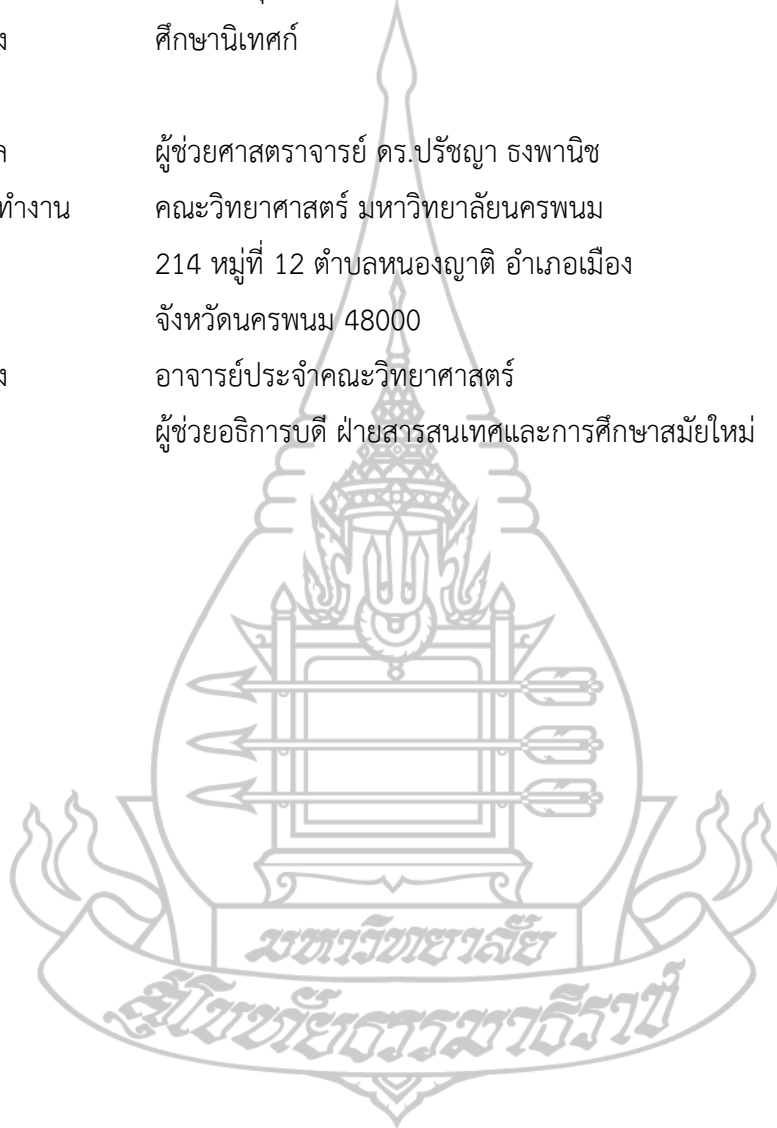 ง ศึกษานิเทศก์
ล ผู้ช่วยศาสตราจารย์ ดร.ปรัชญา ธงพานิช
ทำงาน คณะวิทยาศาสตร์ มหาวิทยาลัยนครพนม
214 หมู่ที่ 12 ตำบลหนองญาติ อำเภอเมือง
จังหวัดนครพนม 48000
ง อาจารย์ประจำคณะวิทยาศาสตร์
ผู้ช่วยอธิการบดี ฝ่ายสารสนเทศและการศึกษาสมัยใหม่
มหาวิทยาลัย
สุโขทัยธรรมาธิราช